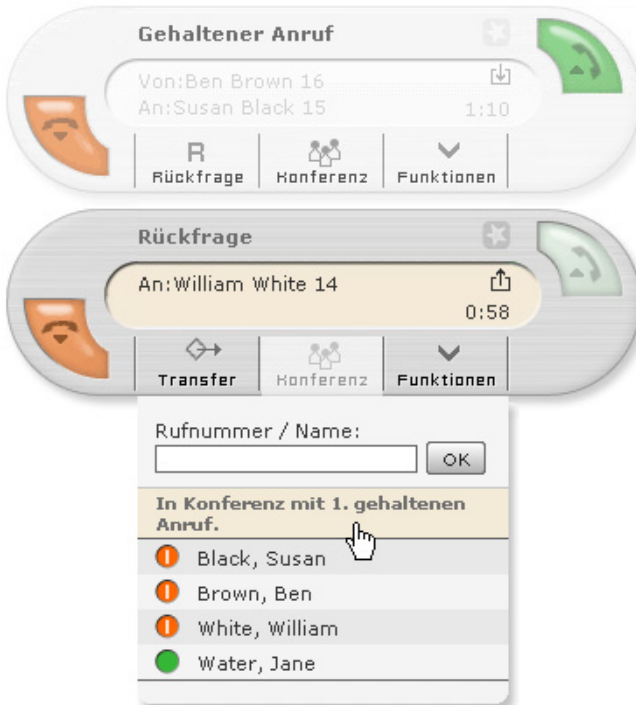 Gehaltener Anruf
Von:Ben Brown 16
An:Susan Black 15
1:10
R
Rückfrage
Konferenz
Funktionen
Rückfrage
An:William White 14
0:58
Transfer
Konferenz
Funktionen
Rufnummer / Name:
OK
In Konferenz mit 1. gehaltenen
Anruf.
Black, Susan
Brown, Ben
White, William
Water, Jane